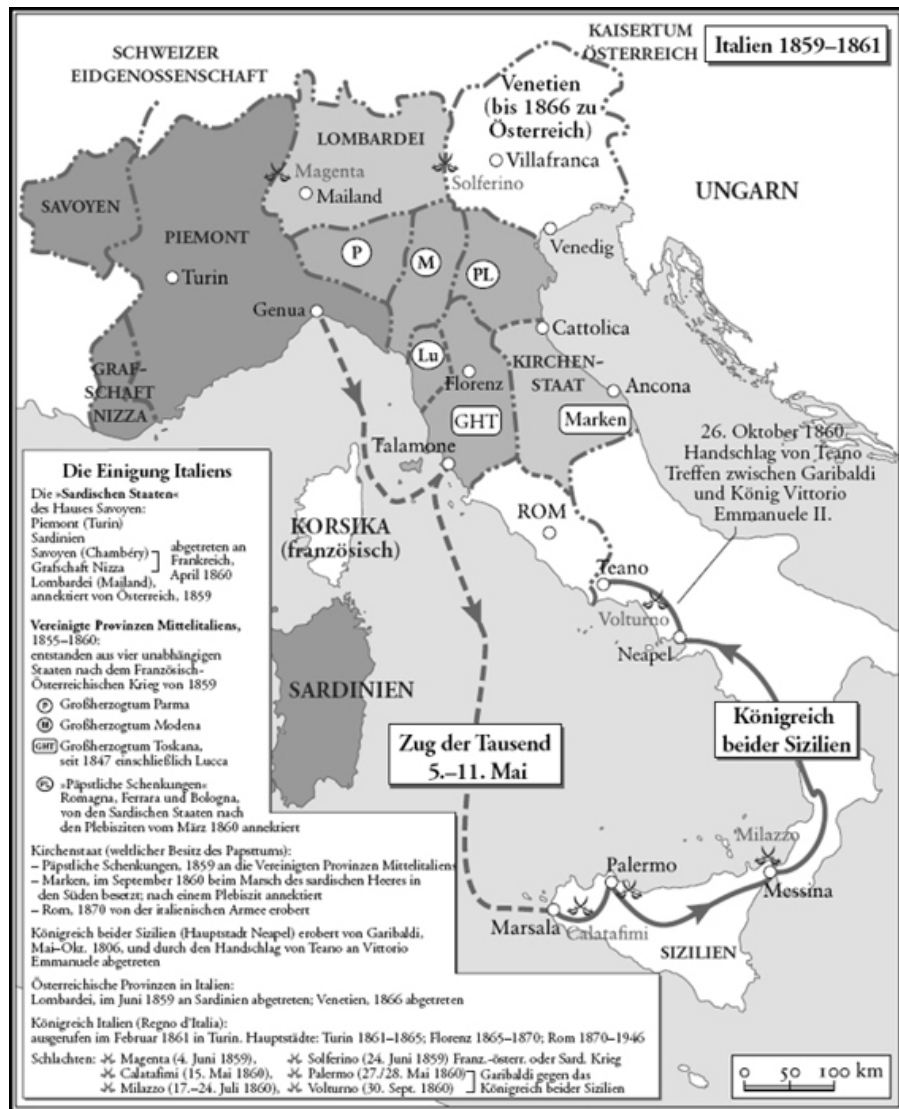 Italien 1859–1861
KAISERTUM
ÖSTERREICH
SCHWEIZER
EIDGENOSSENSCHAFT
Venetien
(bis 1866 zu
Österreich)
Villafranca
LOMBARDEI
Magenta
Mailand
Solferino
UNGARN
SAVOYEN
PIEMONT
Turin
P
M
PL
Venedig
Genua
Cattolica
Lu
KIRCHEN-
STAAT
GRAF-
SCHAFT
NIZZA
Florenz
Ancona
GHT
Marken
Talamone
26. Oktober 1860
Handschlag von Teano
Treffen zwischen Garibaldi
und König Vittorio
Emmanuele II.
ROM
KORSIKA
(französisch)
Teano
Volturno
Neapel
SARDINIEN
Königreich
beider Sizilien
Zug der Tausend
5.–11. Mai
Milazzo
Palermo
Messina
Marsala
Calatafimi
SIZILIEN
Die Einigung Italiens
Die »Sardischen Staaten«
des Hauses Savoyen:
Piemont (Turin)
Sardinien
Savoyen (Chambéry)
Grafschaft Nizza
abgetreten an
Frankreich,
April 1860
Lombardei (Mailand),
annektiert von Österreich, 1859
Vereinigte Provinzen Mittelitaliens,
1855–1860:
entstanden aus vier unabhängigen
Staaten nach dem Französisch-
Österreichischen Krieg von 1859
P Großherzogtum Parma
M Großherzogtum Modena
GHT Großherzogtum Toskana,
seit 1847 einschließlich Lucca
PL »Päpstliche Schenkungen«
Romagna, Ferrara und Bologna,
von den Sardischen Staaten nach
den Plebisziten vom März 1860 annektiert
Kirchenstaat (weltlicher Besitz des Papsttums):
– Päpstliche Schenkungen, 1859 an die Vereinigten Provinzen Mittelitaliens
– Marken, im September 1860 beim Marsch des sardischen Heeres in
den Süden besetzt; nach einem Plebiszit annektiert
– Rom, 1870 von der italienischen Armee erobert
Königreich beider Sizilien (Hauptstadt Neapel) erobert von Garibaldi,
Mai–Okt. 1806, und durch den Handschlag von Teano an Vittorio
Emmanuele abgetreten
Österreichische Provinzen in Italien:
Lombardei, im Juni 1859 an Sardinien abgetreten; Venetien, 1866 abgetreten
Königreich Italien (Regno d'Italia):
ausgerufen im Februar 1861 in Turin. Hauptstädte: Turin 1861–1865; Florenz 1865–1870; Rom 1870–1946
Schlachten: Magenta (4. Juni 1859), Solferino (24. Juni 1859) Franz.-österr. oder Sard. Krieg
Calatafimi (15. Mai 1860), Palermo (27./28. Mai 1860) Garibaldi gegen das
Milazzo (17.–24. Juli 1860), Volturno (30. Sept. 1860) Königreich beider Sizilien
0 50 100 km